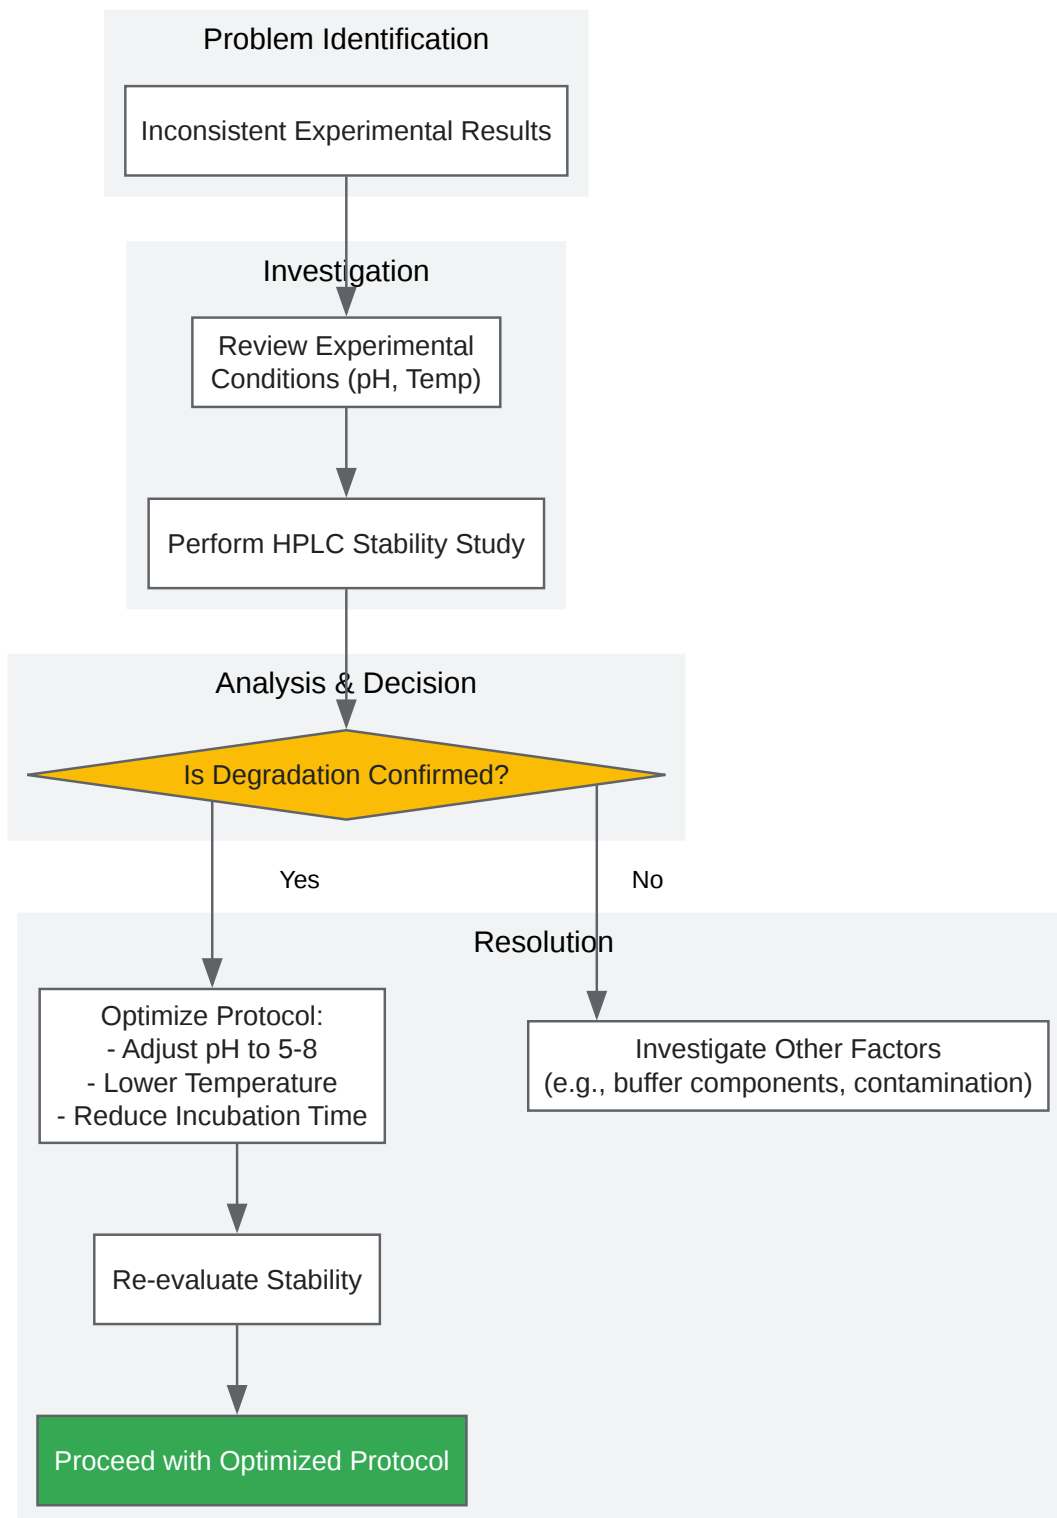 Problem Identification
Inconsistent Experimental Results
Investigation
Review Experimental
Conditions (pH, Temp)
Perform HPLC Stability Study
Analysis & Decision
Is Degradation Confirmed?
Yes
No
Resolution
Optimize Protocol:
- Adjust pH to 5-8
- Lower Temperature
- Reduce Incubation Time
Investigate Other Factors
(e.g., buffer components, contamination)
Re-evaluate Stability
Proceed with Optimized Protocol